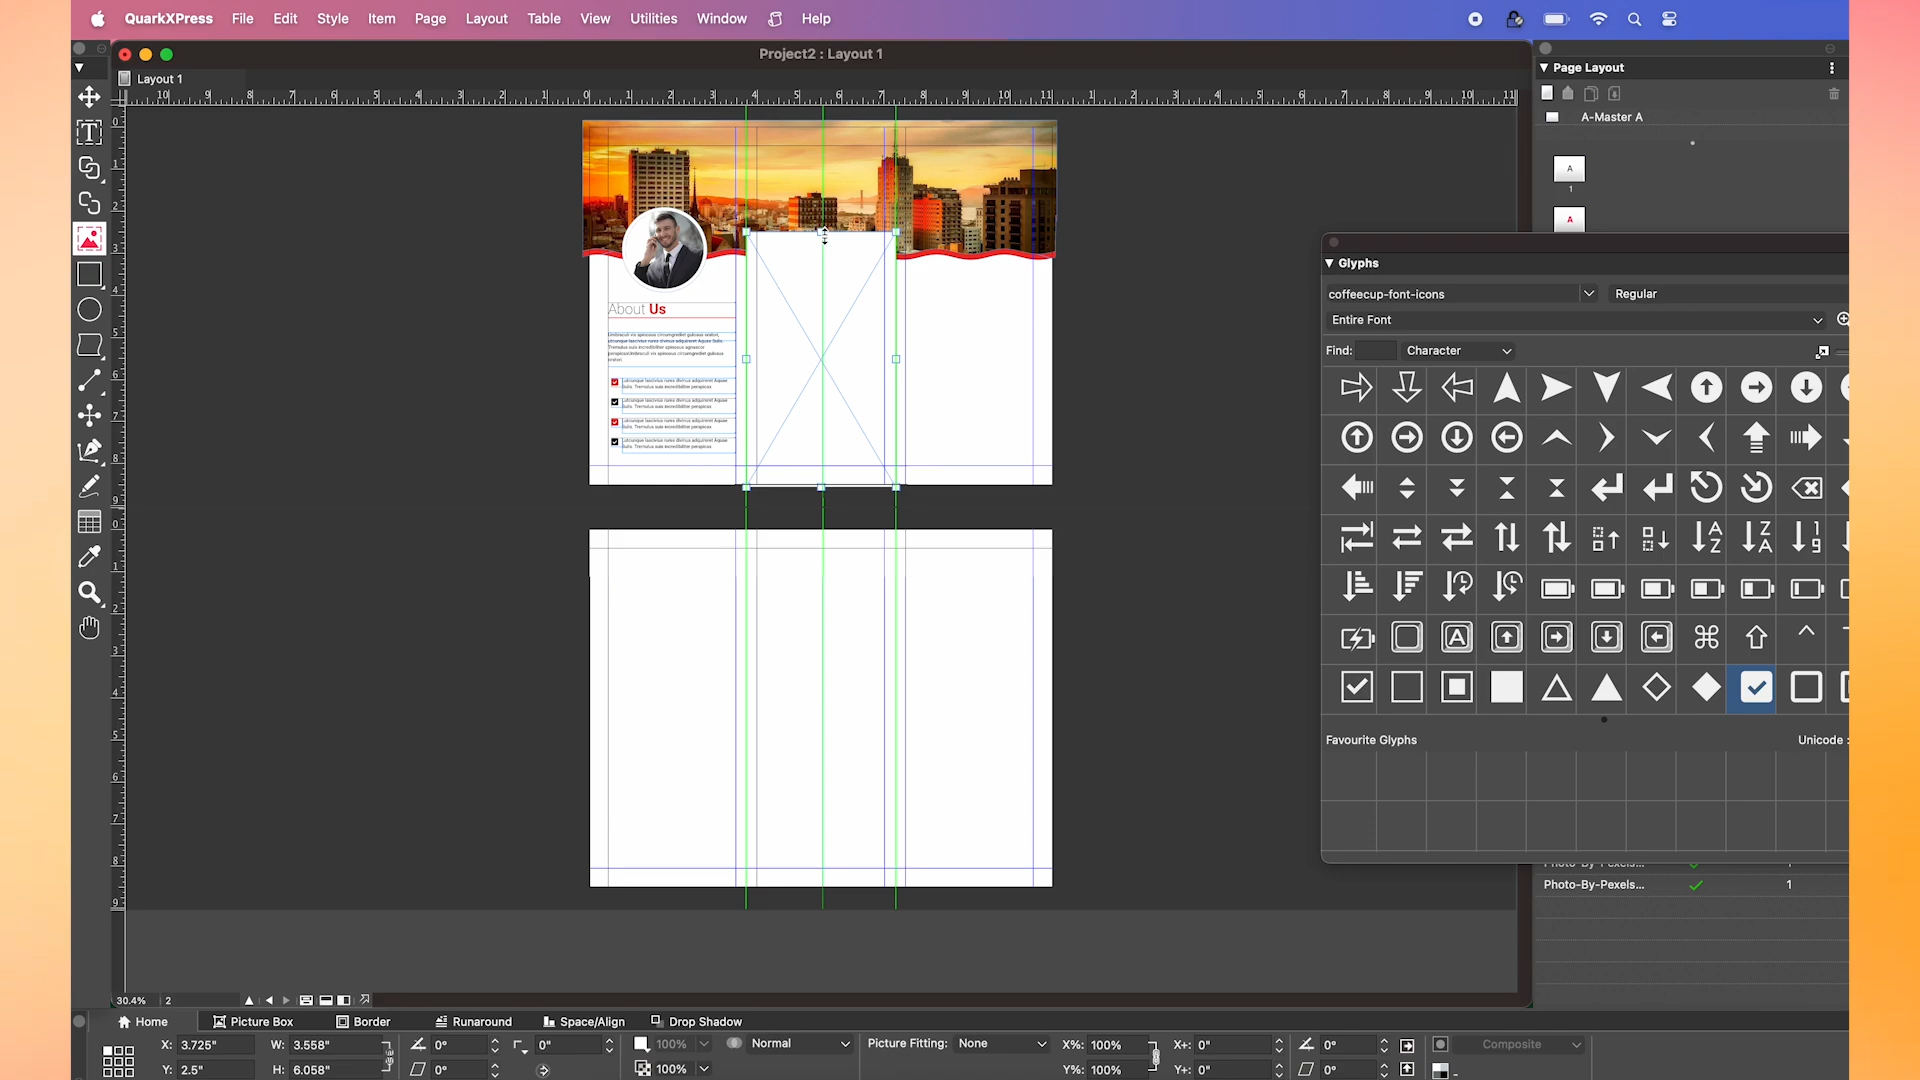 QuarkXPress File Edit Style Item Page Layout Table View Utilities Window Help
Project2 : Layout 1
Layout 1
Page Layout
A-Master A
A
1
A
About Us
Glyphs
coffeecup-font-icons Regular
Entire Font
Find: Character
Favourite Glyphs Unicode :
Photo-By-Pexels... 1
Photo-By-Pexels... 1
30.4% 2
Home Picture Box Border Runaround Space/Align Drop Shadow
X: 3.725" W: 3.558" 0° 0" 100% Normal Picture Fitting: None X% 100% X+: 0" 0° Composite
Y: 2.5" H: 6.058" 0° 100% Y% 100% Y+: 0" 0°